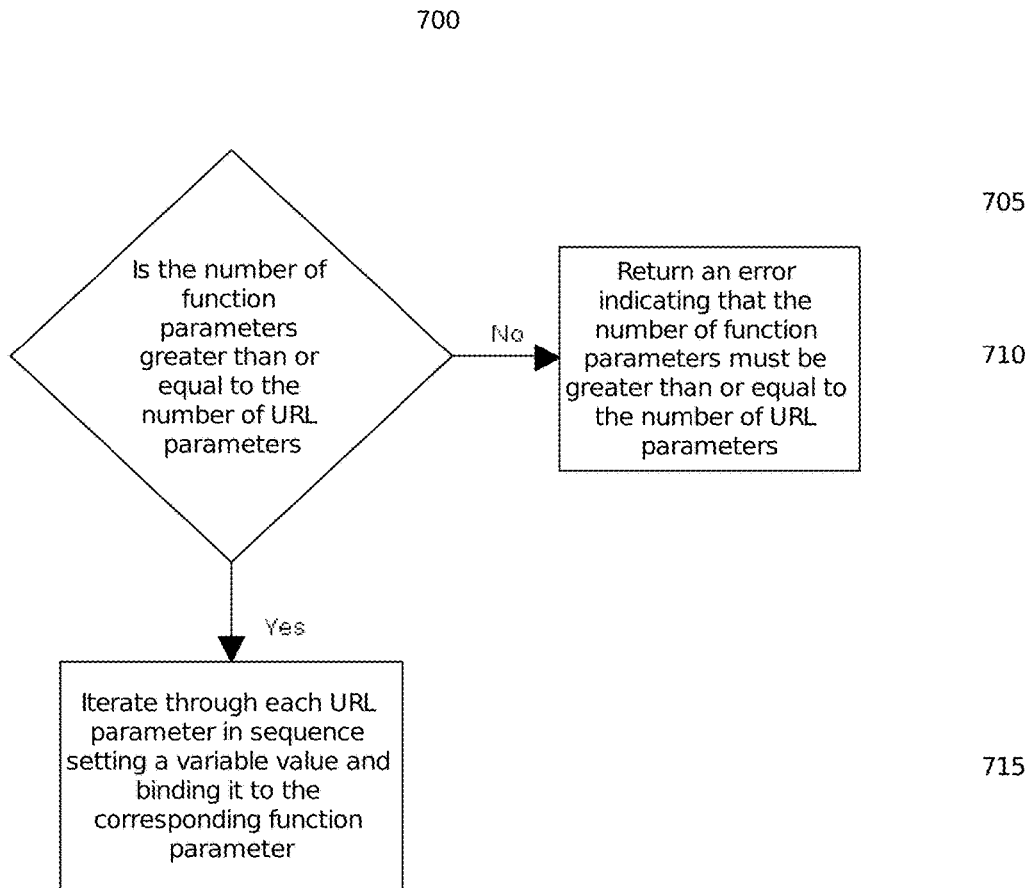 700
705
Is the number of
function
parameters
greater than or
equal to the
number of URL
parameters
No
Return an error
indicating that the
number of function
parameters must be
greater than or equal to
the number of URL
parameters
710
Yes
Iterate through each URL
parameter in sequence
setting a variable value and
binding it to the
corresponding function
parameter
715